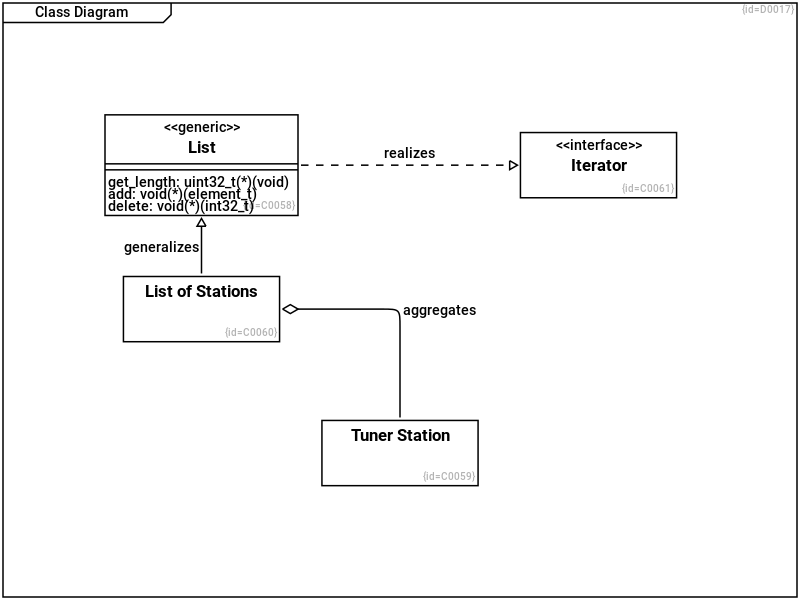 Class Diagram
{id=D0017}
<<generic>>
List
get_length: uint32_t(*)(void)
add: void(*)(element_t)
delete: void(*)(int32_t)
=C0058}
realizes
<<interface>>
Iterator
{id=C0061}
generalizes
List of Stations
{id=C0060}
aggregates
Tuner Station
{id=C0059}